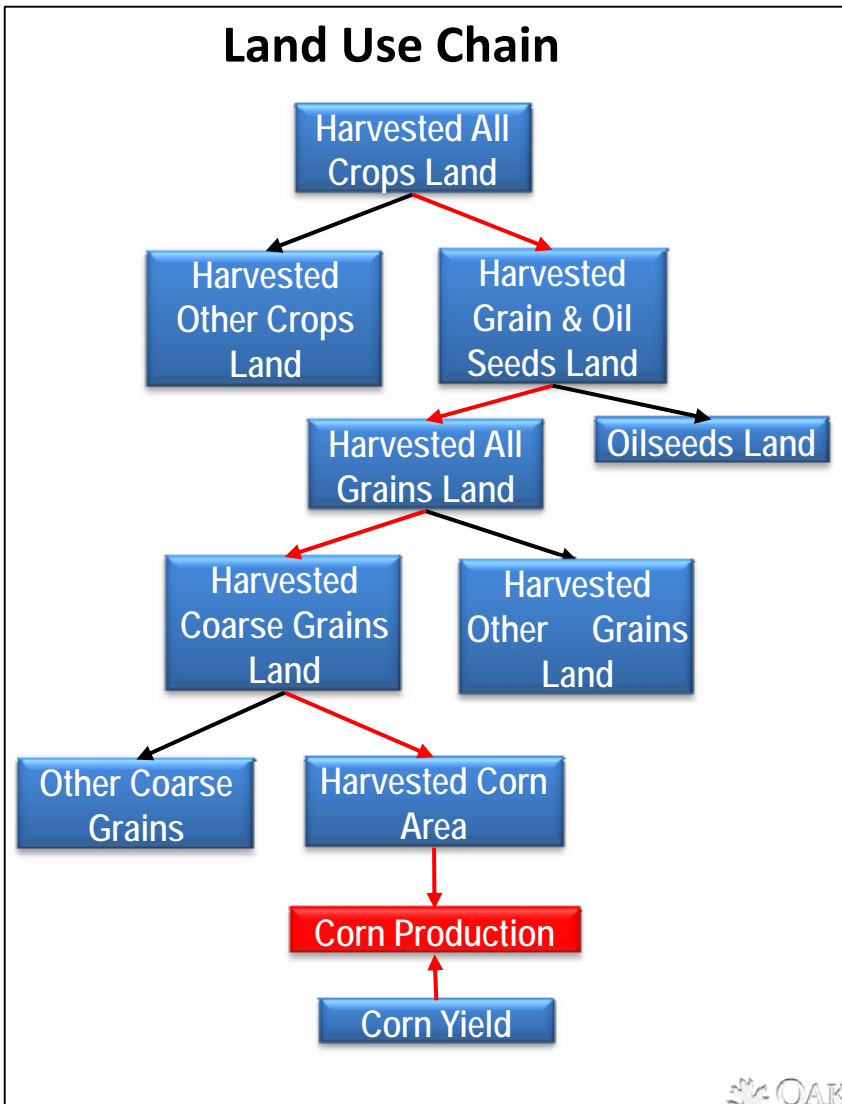 Land Use Chain
Harvested All
Crops Land
Harvested
Other Crops
Land
Harvested
Grain & Oil
Seeds Land
Harvested All
Grains Land
Oilseeds Land
Harvested
Coarse Grains
Land
Harvested
Other Grains
Land
Other Coarse
Grains
Harvested Corn
Area
Corn Production
Corn Yield
OAK